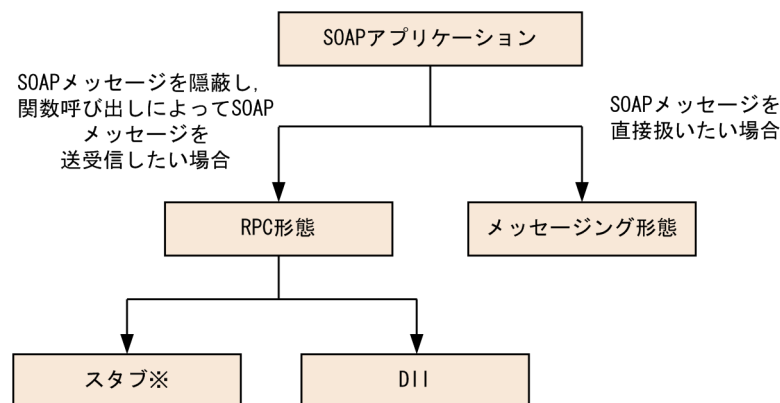 SOAPアプリケーション
SOAPメッセージを隠蔽し,
関数呼び出しによってSOAP
メッセージを
送受信したい場合
SOAPメッセージを
直接扱いたい場合
RPC形態
メッセージング形態
スタブ※
DII